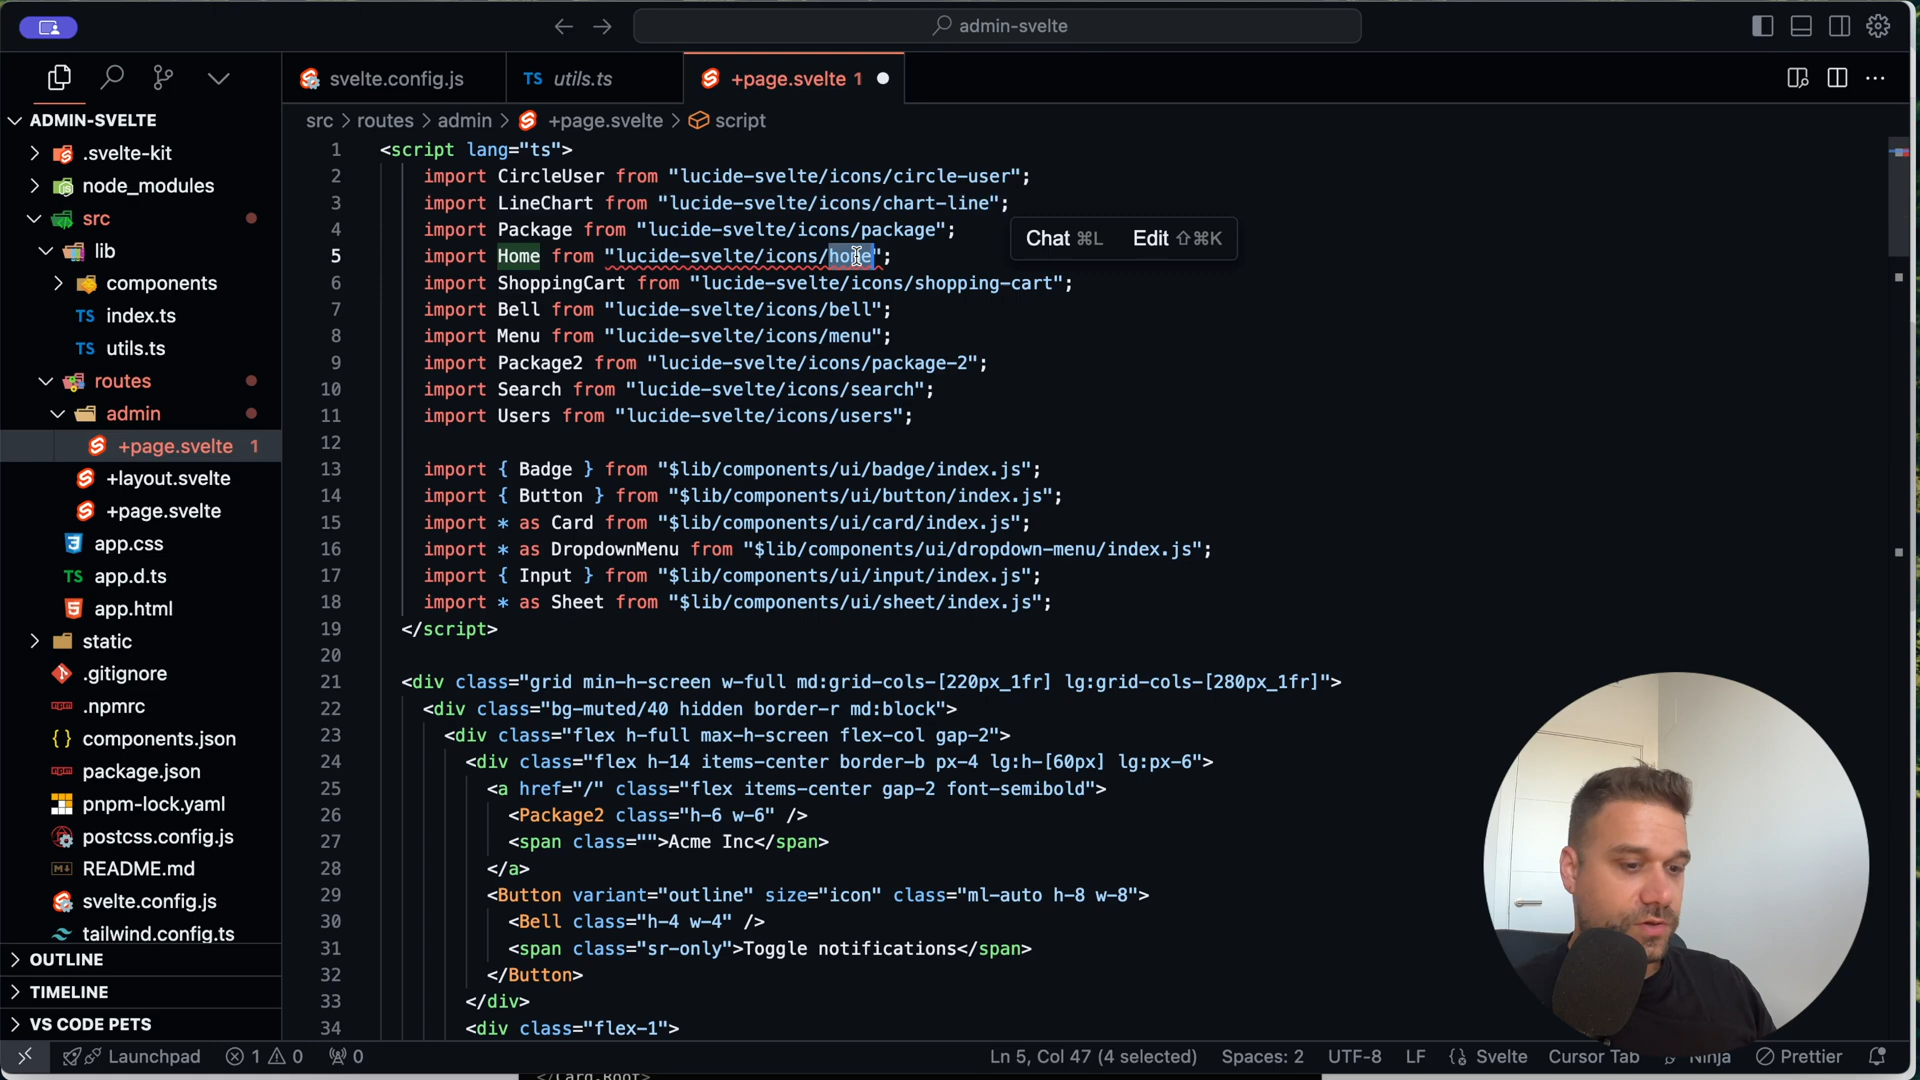 admin-svelte
svelte.config.js
TS utils.ts
+page.svelte 1
ADMIN-SVELTE
.svelte-kit
node_modules
src
lib
components
TS index.ts
TS utils.ts
routes
admin
+page.svelte 1
+layout.svelte
+page.svelte
app.css
TS app.d.ts
app.html
static
.gitignore
.npmrc
components.json
package.json
pnpm-lock.yaml
postcss.config.js
README.md
svelte.config.js
tailwind.config.ts
OUTLINE
TIMELINE
VS CODE PETS
src > routes > admin > +page.svelte > script
1 <script lang="ts">
2 import CircleUser from "lucide-svelte/icons/circle-user";
3 import LineChart from "lucide-svelte/icons/chart-line";
4 import Package from "lucide-svelte/icons/package";
5 import Home from "lucide-svelte/icons/home";
6 import ShoppingCart from "lucide-svelte/icons/shopping-cart";
7 import Bell from "lucide-svelte/icons/bell";
8 import Menu from "lucide-svelte/icons/menu";
9 import Package2 from "lucide-svelte/icons/package-2";
10 import Search from "lucide-svelte/icons/search";
11 import Users from "lucide-svelte/icons/users";
12
13 import { Badge } from "$lib/components/ui/badge/index.js";
14 import { Button } from "$lib/components/ui/button/index.js";
15 import * as Card from "$lib/components/ui/card/index.js";
16 import * as DropdownMenu from "$lib/components/ui/dropdown-menu/index.js";
17 import { Input } from "$lib/components/ui/input/index.js";
18 import * as Sheet from "$lib/components/ui/sheet/index.js";
19 </script>
20
21 <div class="grid min-h-screen w-full md:grid-cols-[220px_1fr] lg:grid-cols-[280px_1fr]">
22 <div class="bg-muted/40 hidden border-r md:block">
23 <div class="flex h-full max-h-screen flex-col gap-2">
24 <div class="flex h-14 items-center border-b px-4 lg:h-[60px] lg:px-6">
25 <a href="/" class="flex items-center gap-2 font-semibold">
26 <Package2 class="h-6 w-6" />
27 <span class="">Acme Inc</span>
28 </a>
29 <Button variant="outline" size="icon" class="ml-auto h-8 w-8">
30 <Bell class="h-4 w-4" />
31 <span class="sr-only">Toggle notifications</span>
32 </Button>
33 </div>
34 <div class="flex-1">
Chat ⌘L Edit ⇧⌘K
Launchpad 1 0 0 Ln 5, Col 47 (4 selected) Spaces: 2 UTF-8 LF Svelte Cursor Tab Ninja Prettier
</Card.Root>